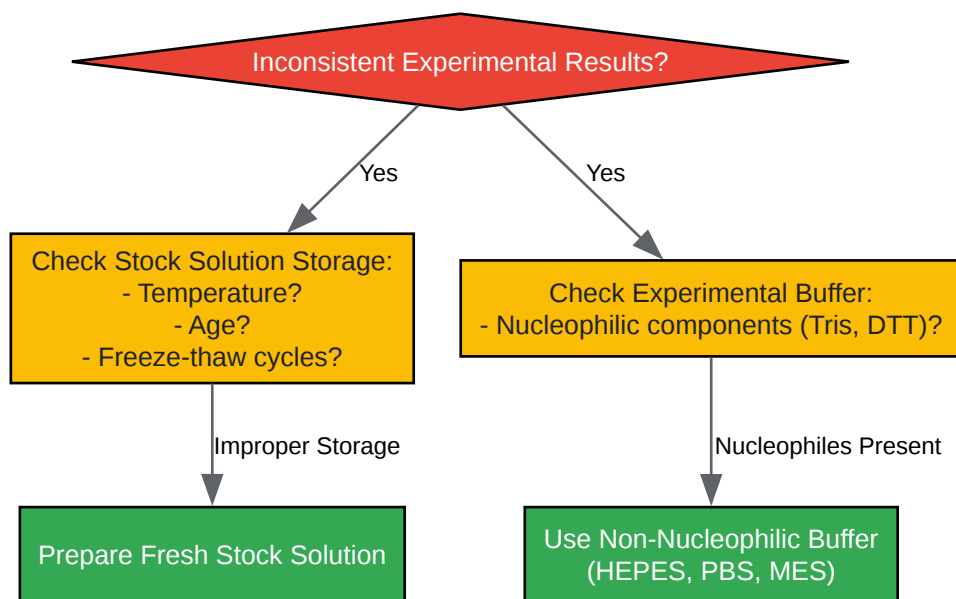 Inconsistent Experimental Results?
Yes
Yes
Check Stock Solution Storage:
- Temperature?
- Age?
- Freeze-thaw cycles?
Check Experimental Buffer:
- Nucleophilic components (Tris, DTT)?
Improper Storage
Nucleophiles Present
Prepare Fresh Stock Solution
Use Non-Nucleophilic Buffer
(HEPES, PBS, MES)